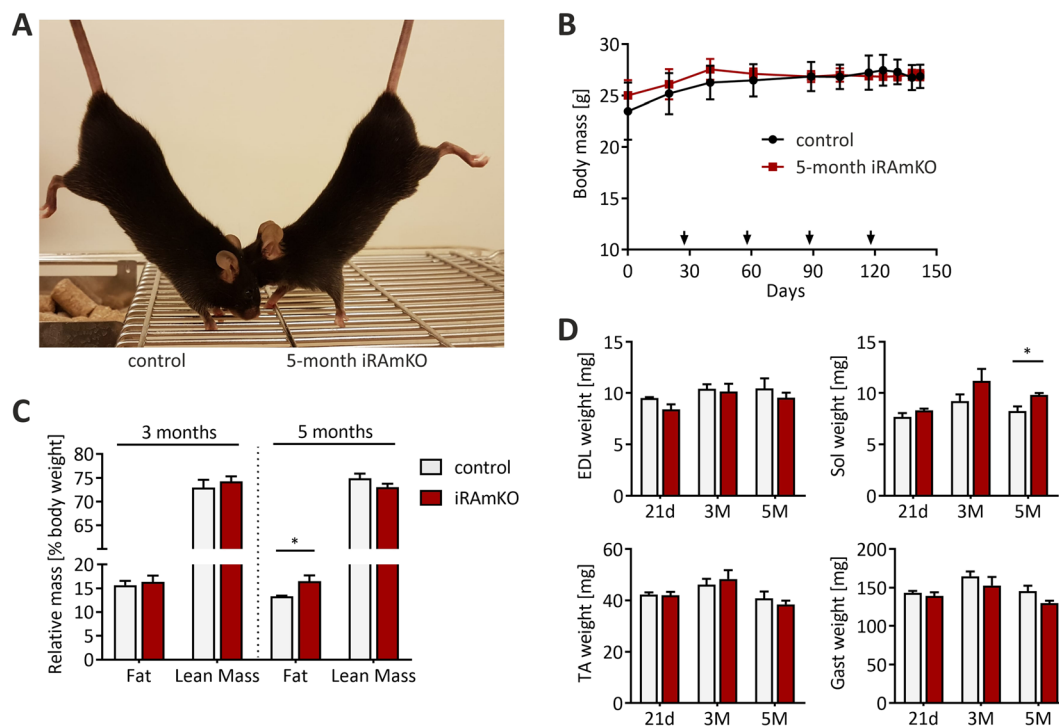 A
control 5-month iRAmKO
B
Body mass [g]
30
25
20
15
10
0 30 60 90 120 150
Days
control
5-month iRAmKO
C
Relative mass [% body weight]
3 months 5 months
80
75
70
65
20
15
10
5
0
*
Fat Lean Mass Fat Lean Mass
control
iRAmKO
D
EDL weight [mg]
15
10
5
0
21d 3M 5M
Sol weight [mg]
15
10
5
0
*
21d 3M 5M
TA weight [mg]
60
40
20
0
21d 3M 5M
Gast weight [mg]
200
150
100
50
0
21d 3M 5M